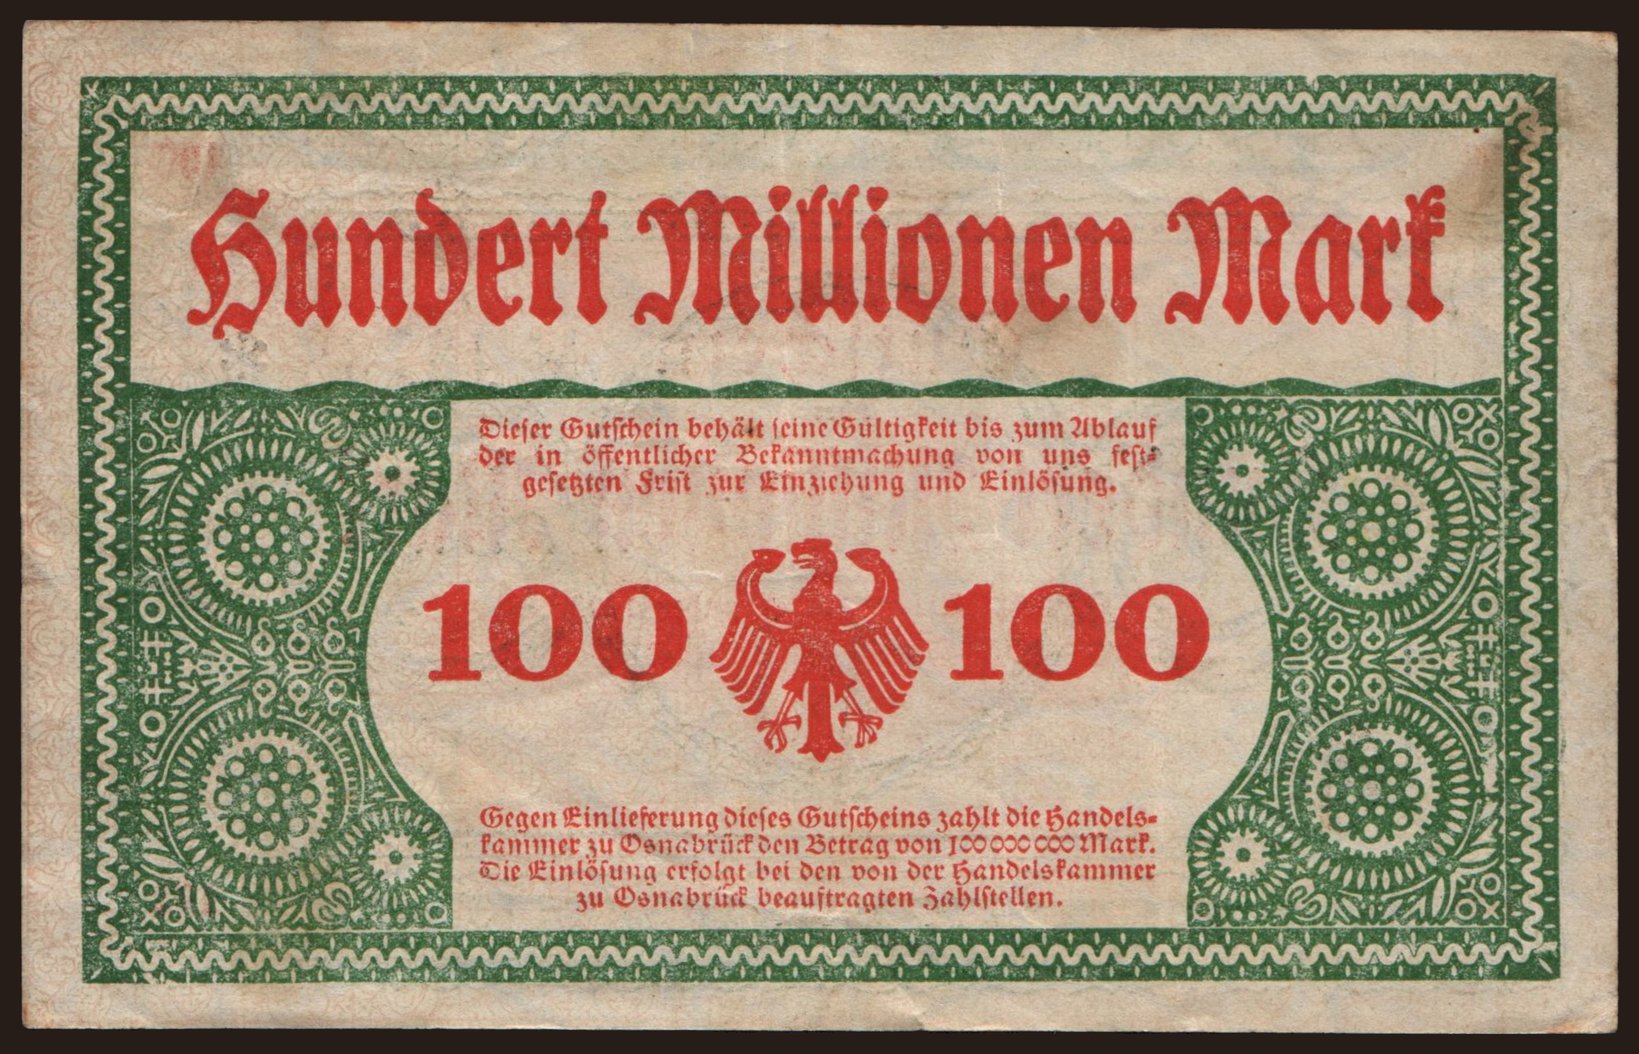 Hundert Millionen Mark
Dieser Gutschein behält seine Gültigkeit bis zum Ablauf
der in öffentlicher Bekanntmachung von uns fest-
gesetzten Frist zur Einziehung und Einlösung.
100 100
Gegen Einlieferung dieses Gutscheins zahlt die Handels-
kammer zu Osnabrück den Betrag von 100 000 000 Mark.
Die Einlösung erfolgt bei den von der Handelskammer
zu Osnabrück beauftragten Zahlstellen.